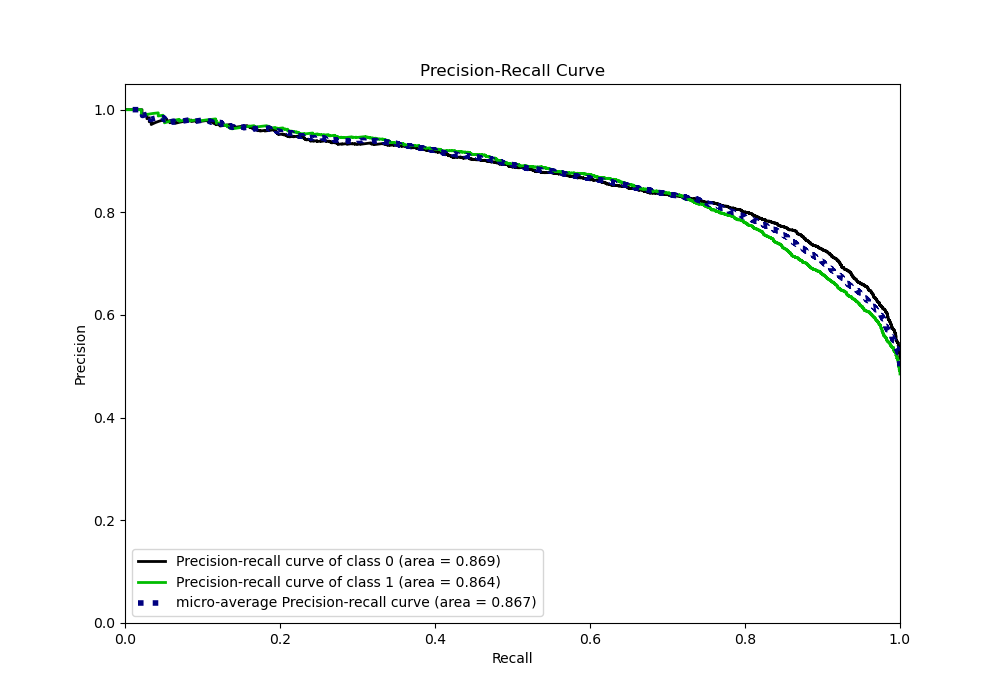 Precision-Recall Curve
Precision
1.0
0.8
0.6
0.4
0.2
0.0
Precision-recall curve of class 0 (area = 0.869)
Precision-recall curve of class 1 (area = 0.864)
micro-average Precision-recall curve (area = 0.867)
0.0 0.2 0.4 0.6 0.8 1.0
Recall